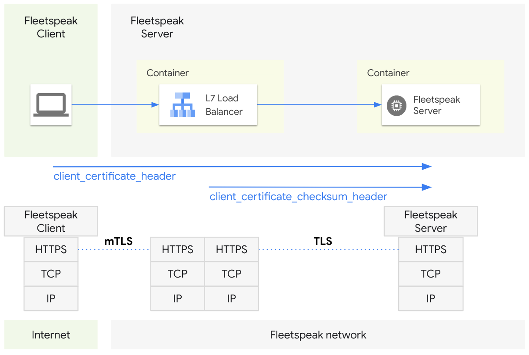 Fleetspeak
Client
Fleetspeak
Server
Container
Container
L7 Load
Balancer
Fleetspeak
Server
client_certificate_header
client_certificate_checksum_header
Fleetspeak
Client
Fleetspeak
Server
mTLS
TLS
HTTPS
HTTPS
HTTPS
HTTPS
TCP
TCP
TCP
TCP
IP
IP
IP
IP
Internet
Fleetspeak network